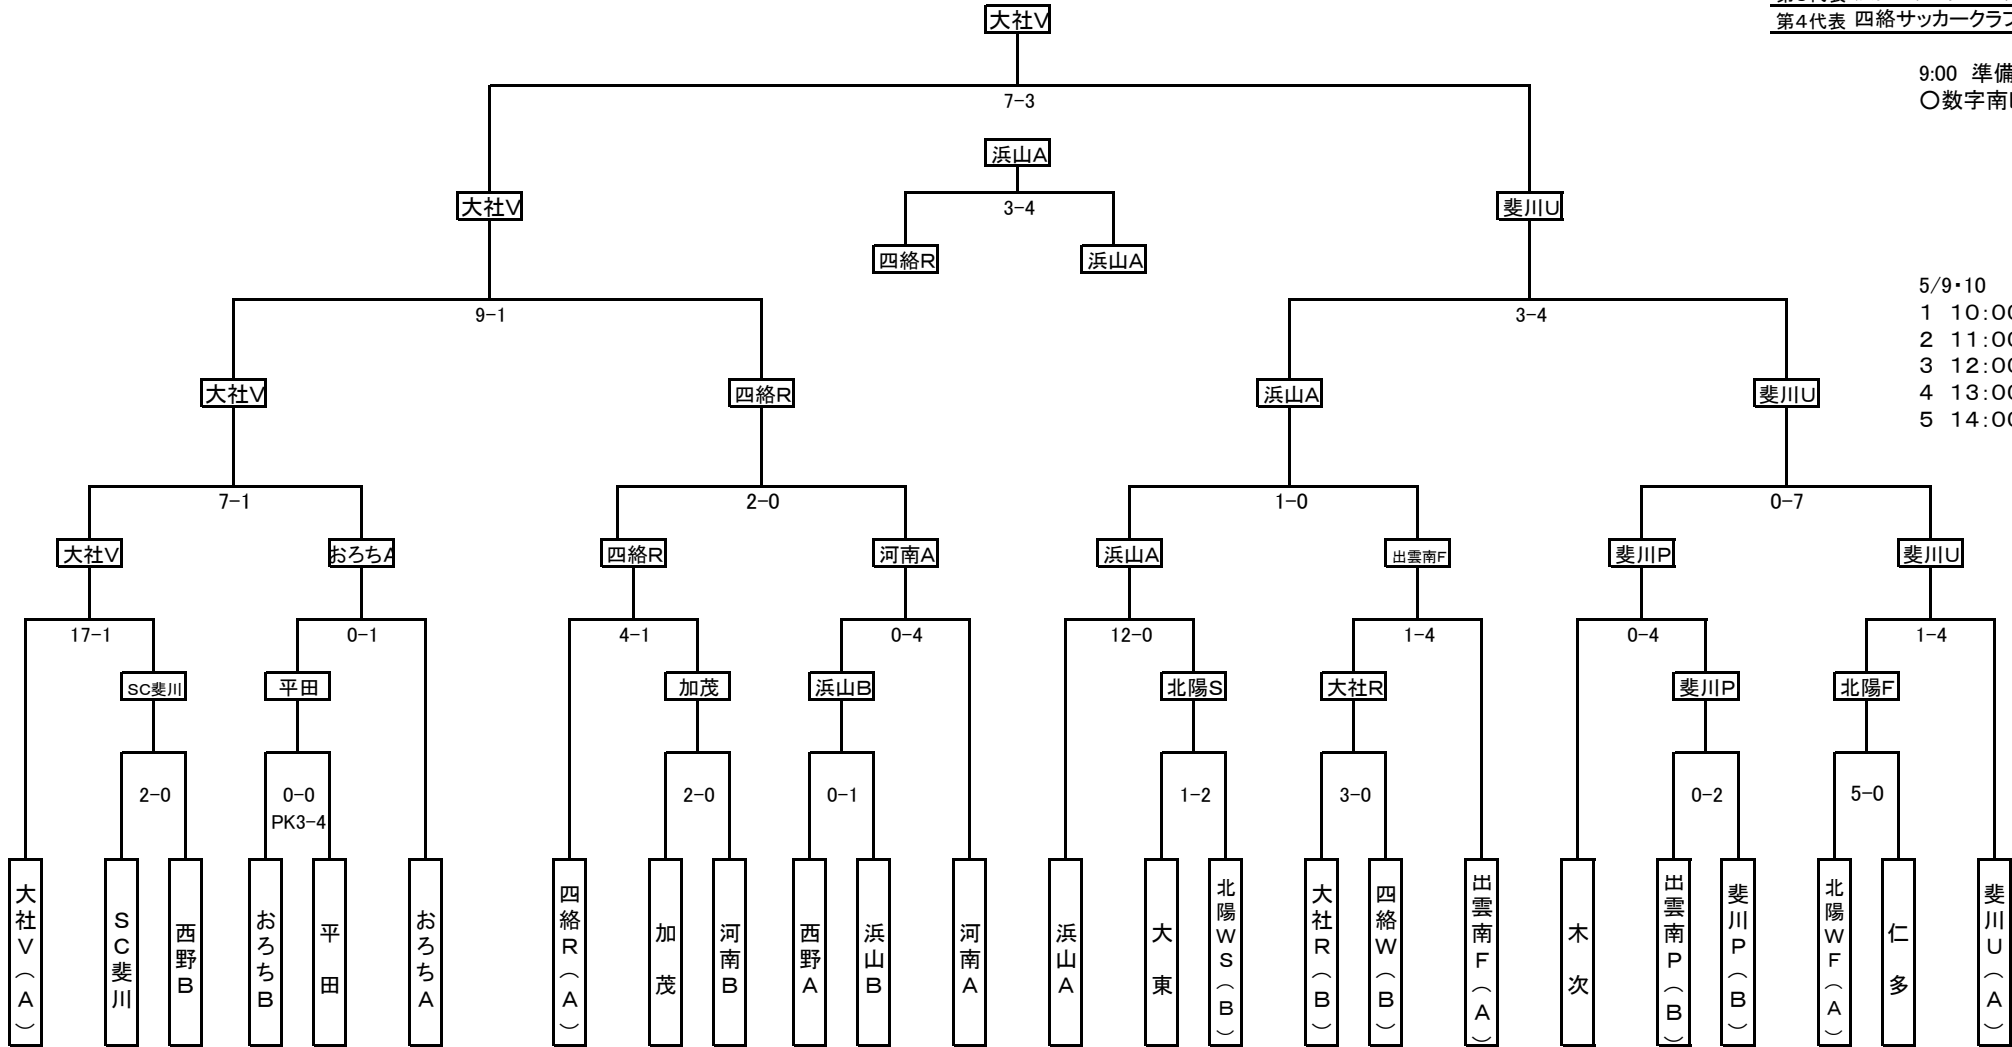 大社V
第4代表 四絡サッカークラブ
9:00 準備
7-3
〇数字南
浜山A
大社V
3-4
斐川U
四絡R
浜山A
5/9・10
9-1
3-4
1 10:00
2 11:00
3 12:00
4 13:00
5 14:00
大社V
四絡R
浜山A
斐川U
7-1
2-0
1-0
0-7
大社V
おろちA
四絡R
河南A
浜山A
出雲南F
斐川P
斐川U
17-1
0-1
4-1
0-4
12-0
1-4
0-4
1-4
SC斐川
平田
加茂
浜山B
北陽S
大社R
斐川P
北陽F
2-0
0-0
PK3-4
2-0
0-1
1-2
3-0
0-2
5-0
大社V(A)
SC斐川
西野B
おろちB
平田
おろちA
四絡R(A)
加茂
河南B
西野A
浜山B
河南A
浜山A
大東
北陽WS(B)
大社R(B)
四絡W(B)
出雲南F(A)
木次
出雲南P(B)
斐川P(B)
北陽WF(A)
仁多
斐川U(A)